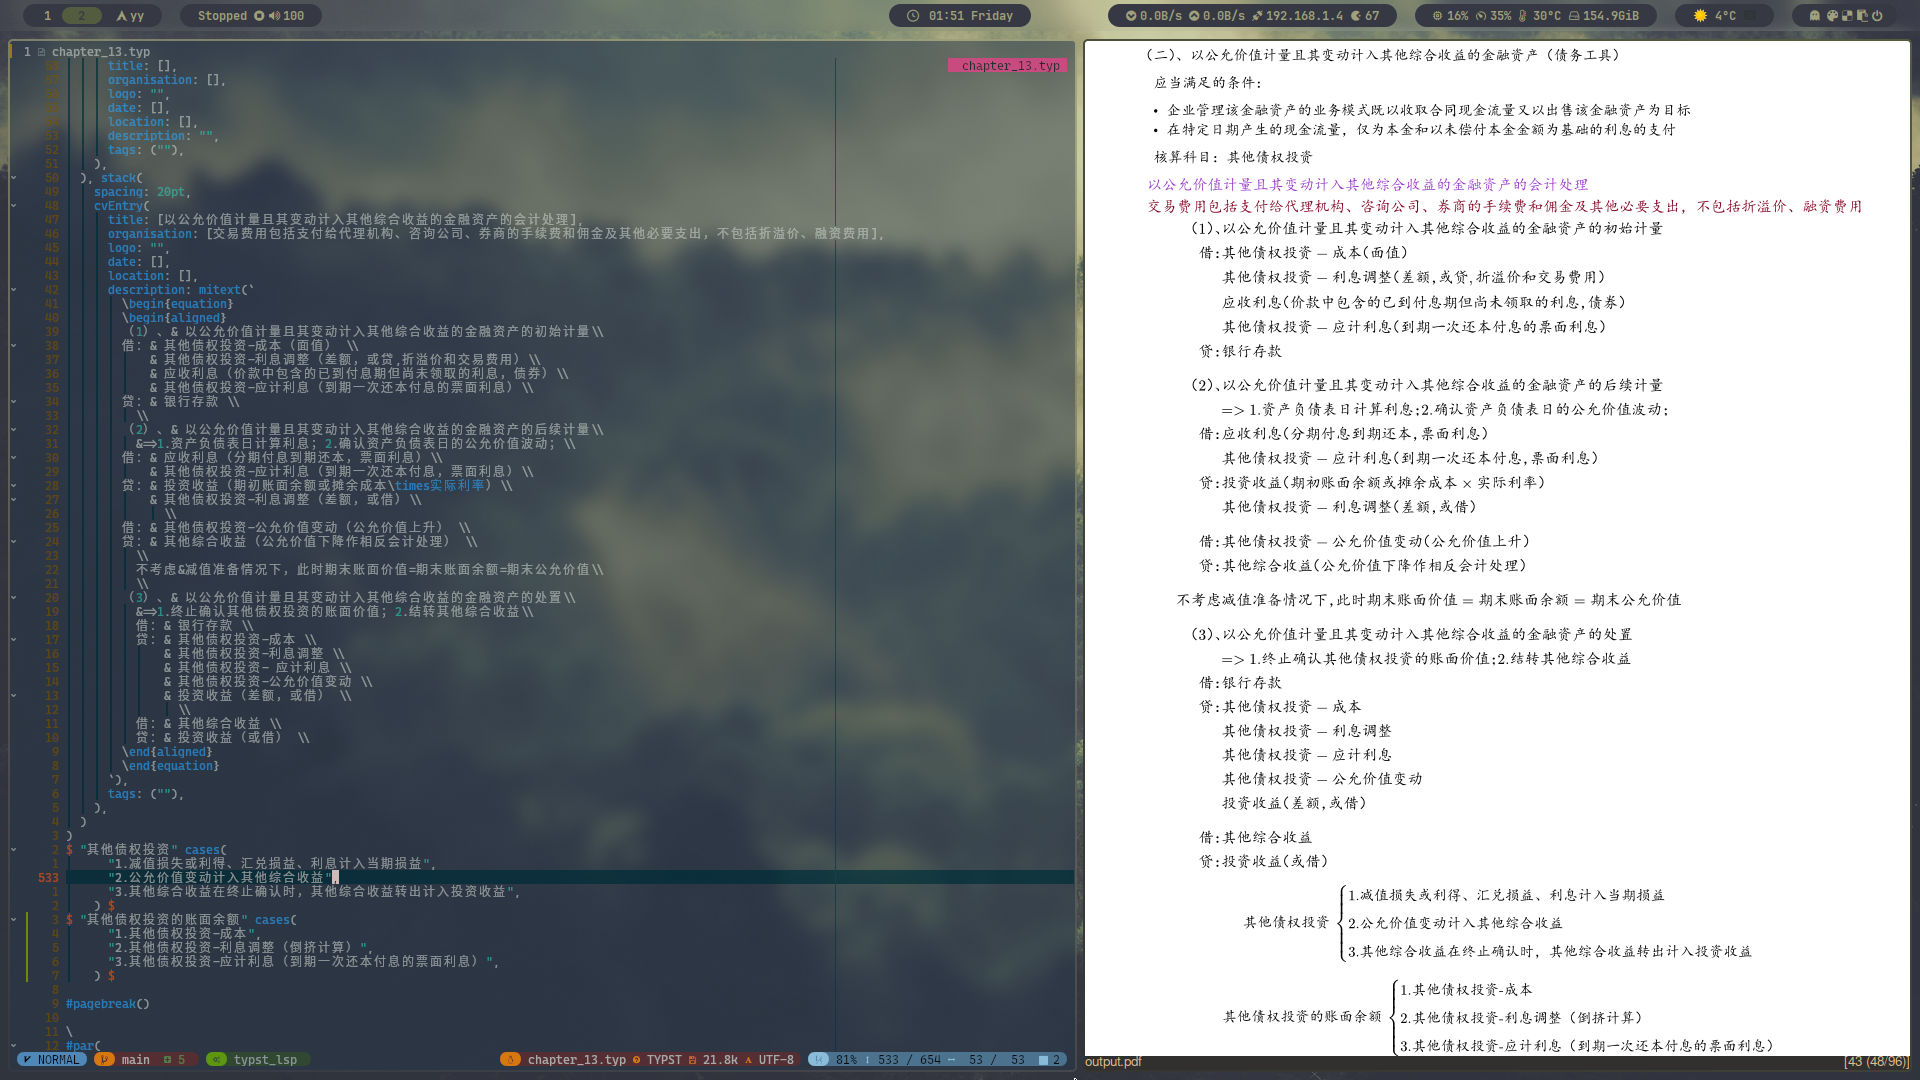 1 2 yy Stopped 100 01:51 Friday 0.0B/s 0.0B/s 192.168.1.4 67 16% 35% 30°C 154.9GiB 4°C
1 chapter_13.typ
chapter_13.typ
title: [],
55 organisation: [],
54 logo: "",
date: [],
location: [],
53 description: "",
52 tags: (""),
51 ),
50 ), stack(
49 spacing: 20pt,
48 cvEntry(
47 title: [以公允价值计量且其变动计入其他综合收益的金融资产的会计处理],
46 organisation: [交易费用包括支付给代理机构、咨询公司、券商的手续费和佣金及其他必要支出，不包括折溢价、融资费用],
45 logo: "",
44 date: [],
43 location: [],
42 description: mitext(`
41 \begin{equation}
40 \begin{aligned}
39 （1）、& 以公允价值计量且其变动计入其他综合收益的金融资产的初始计量\\
38 借：& 其他债权投资-成本（面值） \\
37 & 其他债权投资-利息调整（差额，或贷,折溢价和交易费用）\\
36 & 应收利息（价款中包含的已到付息期但尚未领取的利息，债券）\\
35 & 其他债权投资-应计利息（到期一次还本付息的票面利息）\\
34 贷：& 银行存款 \\
33 \\
32 （2）、& 以公允价值计量且其变动计入其他综合收益的金融资产的后续计量\\
31 &=>1.资产负债表日计算利息；2.确认资产负债表日的公允价值波动； \\
30 借：& 应收利息（分期付息到期还本，票面利息）\\
29 & 其他债权投资-应计利息（到期一次还本付息，票面利息）\\
28 贷：& 投资收益（期初账面余额或摊余成本\times实际利率）\\
27 & 其他债权投资-利息调整（差额，或借）\\
26 \\
25 借：& 其他债权投资-公允价值变动（公允价值上升） \\
24 贷：& 其他综合收益（公允价值下降作相反会计处理） \\
23 \\
22 不考虑&减值准备情况下，此时期末账面价值=期末账面余额=期末公允价值\\
21 \\
20 （3）、& 以公允价值计量且其变动计入其他综合收益的金融资产的处置\\
19 &=>1.终止确认其他债权投资的账面价值；2.结转其他综合收益\\
18 借：& 银行存款 \\
17 贷：& 其他债权投资-成本 \\
16 & 其他债权投资-利息调整 \\
15 & 其他债权投资- 应计利息 \\
14 & 其他债权投资-公允价值变动 \\
13 & 投资收益（差额，或借） \\
12 \\
11 借：& 其他综合收益 \\
10 贷：& 投资收益（或借） \\
9 \end{aligned}
8 \end{equation}
7 `),
6 tags: (""),
5 ),
4 )
3 )
2 $ "其他债权投资" cases(
1 "1.减值损失或利得、汇兑损益、利息计入当期损益",
533 "2.公允价值变动计入其他综合收益",
1 "3.其他综合收益在终止确认时，其他综合收益转出计入投资收益",
2 ) $
3 $ "其他债权投资的账面余额" cases(
4 "1.其他债权投资-成本",
5 "2.其他债权投资-利息调整（倒挤计算）",
6 "3.其他债权投资-应计利息（到期一次还本付息的票面利息）",
7 ) $
8
9 #pagebreak()
10
11 \
12 #par(
NORMAL main 5 typst_lsp chapter_13.typ TYPST 21.8k UTF-8 81% 533 / 654 53 / 53 2
（二）、以公允价值计量且其变动计入其他综合收益的金融资产（债务工具）
应当满足的条件：
• 企业管理该金融资产的业务模式既以收取合同现金流量又以出售该金融资产为目标
• 在特定日期产生的现金流量，仅为本金和以未偿付本金金额为基础的利息的支付
核算科目：其他债权投资
以公允价值计量且其变动计入其他综合收益的金融资产的会计处理
交易费用包括支付给代理机构、咨询公司、券商的手续费和佣金及其他必要支出，不包括折溢价、融资费用
（1）、以公允价值计量且其变动计入其他综合收益的金融资产的初始计量
借：其他债权投资 − 成本（面值）
其他债权投资 − 利息调整（差额，或贷，折溢价和交易费用）
应收利息（价款中包含的已到付息期但尚未领取的利息，债券）
其他债权投资 − 应计利息（到期一次还本付息的票面利息）
贷：银行存款
（2）、以公允价值计量且其变动计入其他综合收益的金融资产的后续计量
=> 1.资产负债表日计算利息；2.确认资产负债表日的公允价值波动；
借：应收利息（分期付息到期还本，票面利息）
其他债权投资 − 应计利息（到期一次还本付息，票面利息）
贷：投资收益（期初账面余额或摊余成本 × 实际利率）
其他债权投资 − 利息调整（差额，或借）
借：其他债权投资 − 公允价值变动（公允价值上升）
贷：其他综合收益（公允价值下降作相反会计处理）
不考虑减值准备情况下，此时期末账面价值 = 期末账面余额 = 期末公允价值
（3）、以公允价值计量且其变动计入其他综合收益的金融资产的处置
=> 1.终止确认其他债权投资的账面价值；2.结转其他综合收益
借：银行存款
贷：其他债权投资 − 成本
其他债权投资 − 利息调整
其他债权投资 − 应计利息
其他债权投资 − 公允价值变动
投资收益（差额，或借）
借：其他综合收益
贷：投资收益（或借）
其他债权投资
1.减值损失或利得、汇兑损益、利息计入当期损益
2.公允价值变动计入其他综合收益
3.其他综合收益在终止确认时，其他综合收益转出计入投资收益
其他债权投资的账面余额
1.其他债权投资-成本
2.其他债权投资-利息调整（倒挤计算）
3.其他债权投资-应计利息（到期一次还本付息的票面利息）
output.pdf [43 (48/96)]